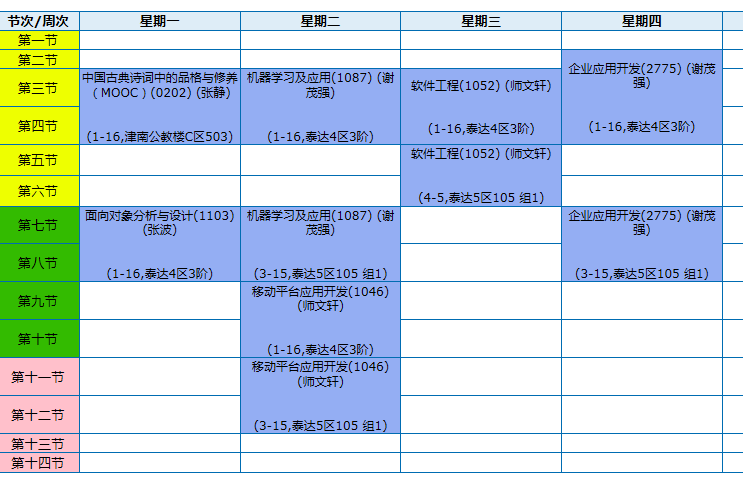 节次/周次 星期一 星期二 星期三 星期四
第一节
第二节
第三节
第四节
第五节
第六节
第七节
第八节
第九节
第十节
第十一节
第十二节
第十三节
第十四节
中国古典诗词中的品格与修养
(MOOC) (0202) (张静)
(1-16,津南公教楼C区503)
面向对象分析与设计(1103)
(张波)
(1-16,泰达4区3阶)
机器学习及应用(1087) (谢
茂强)
(1-16,泰达4区3阶)
机器学习及应用(1087) (谢
茂强)
(3-15,泰达5区105 组1)
移动平台应用开发(1046)
(师文轩)
(1-16,泰达4区3阶)
移动平台应用开发(1046)
(师文轩)
(3-15,泰达5区105 组1)
软件工程(1052) (师文轩)
(1-16,泰达4区3阶)
软件工程(1052) (师文轩)
(4-5,泰达5区105 组1)
企业应用开发(2775) (谢茂
强)
(1-16,泰达4区3阶)
企业应用开发(2775) (谢茂
强)
(3-15,泰达5区105 组1)